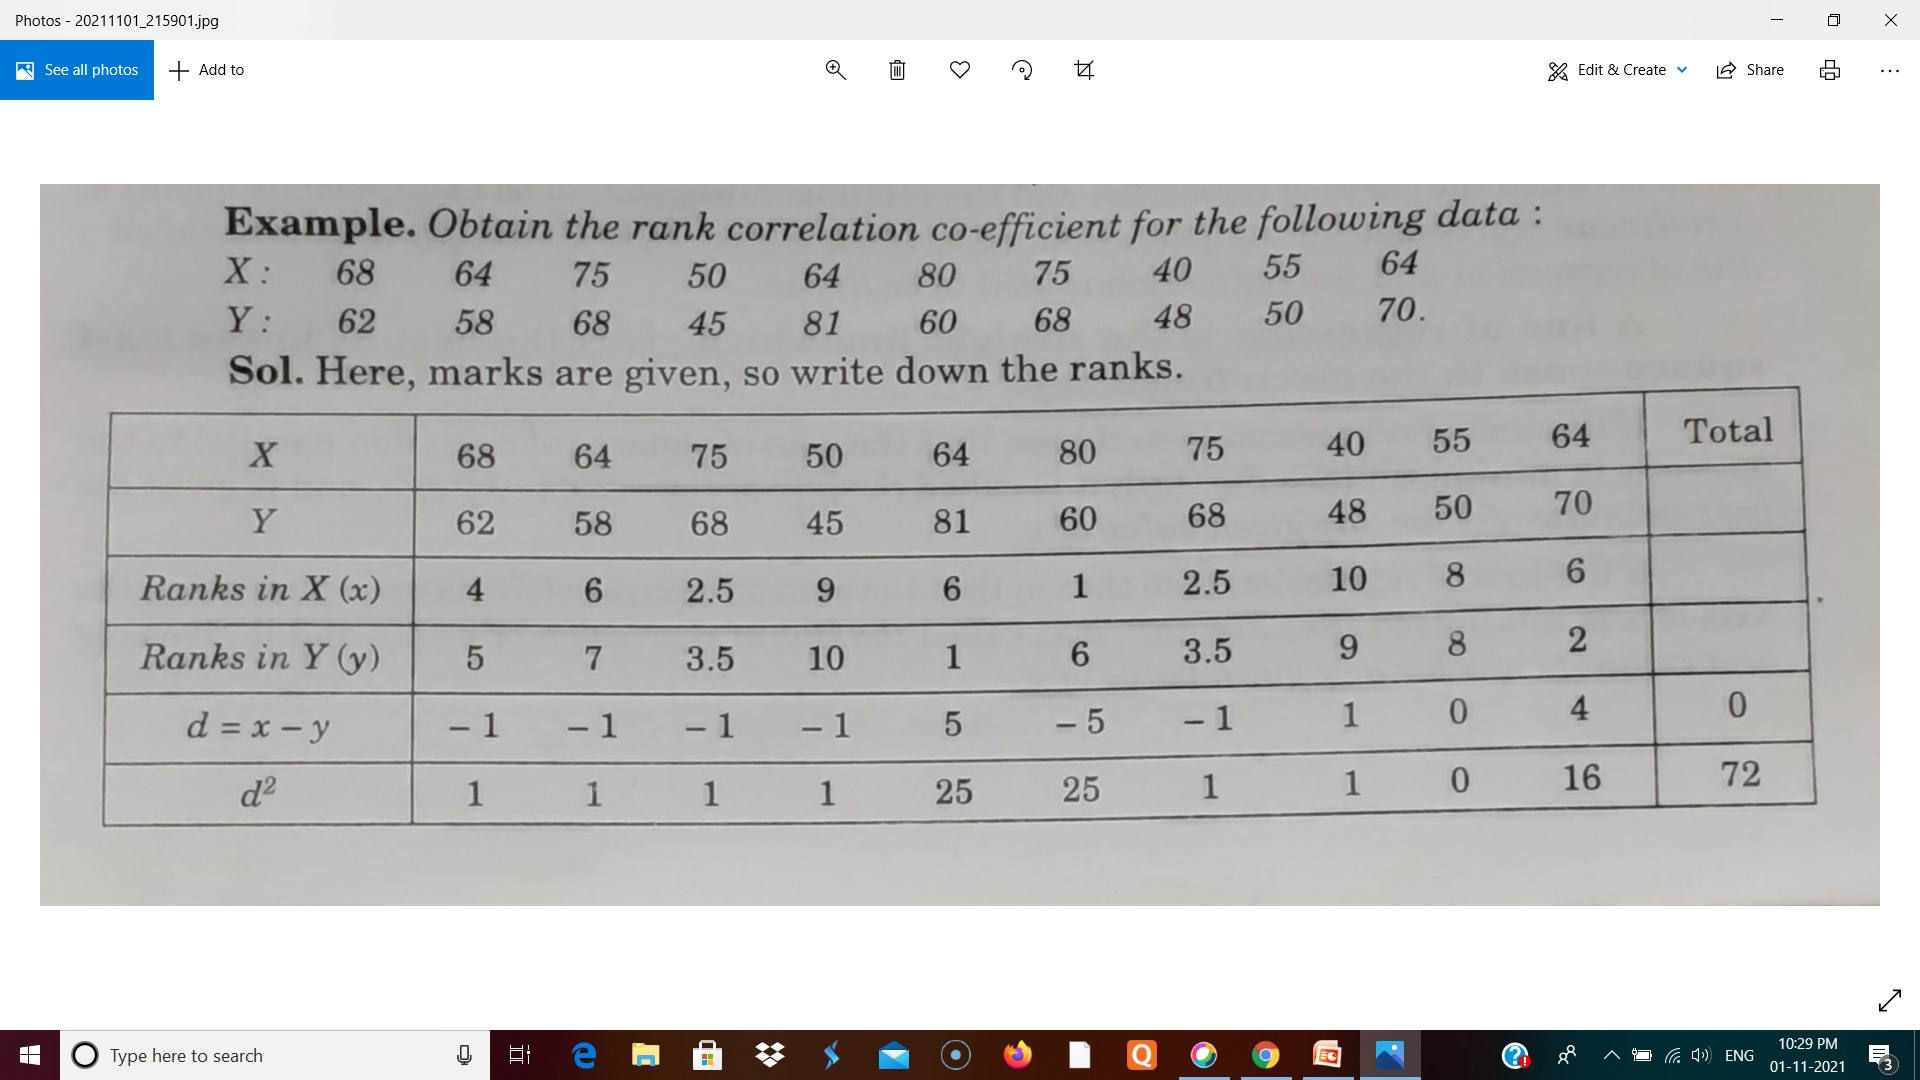 Photos - 20211101_215901.jpg
See all photos
Add to
Edit & Create
Share
Example. Obtain the rank correlation co-efficient for the following data :
X : 68 64 75 50 64 80 75 40 55 64
Y : 62 58 68 45 81 60 68 48 50 70.
Sol. Here, marks are given, so write down the ranks.
X 68 64 75 50 64 80 75 40 55 64 Total
Y 62 58 68 45 81 60 68 48 50 70
Ranks in X (x) 4 6 2.5 9 6 1 2.5 10 8 6
Ranks in Y (y) 5 7 3.5 10 1 6 3.5 9 8 2
d = x – y – 1 – 1 – 1 – 1 5 – 5 – 1 1 0 4 0
d² 1 1 1 1 25 25 1 1 0 16 72
Type here to search
ENG
10:29 PM
01-11-2021
3